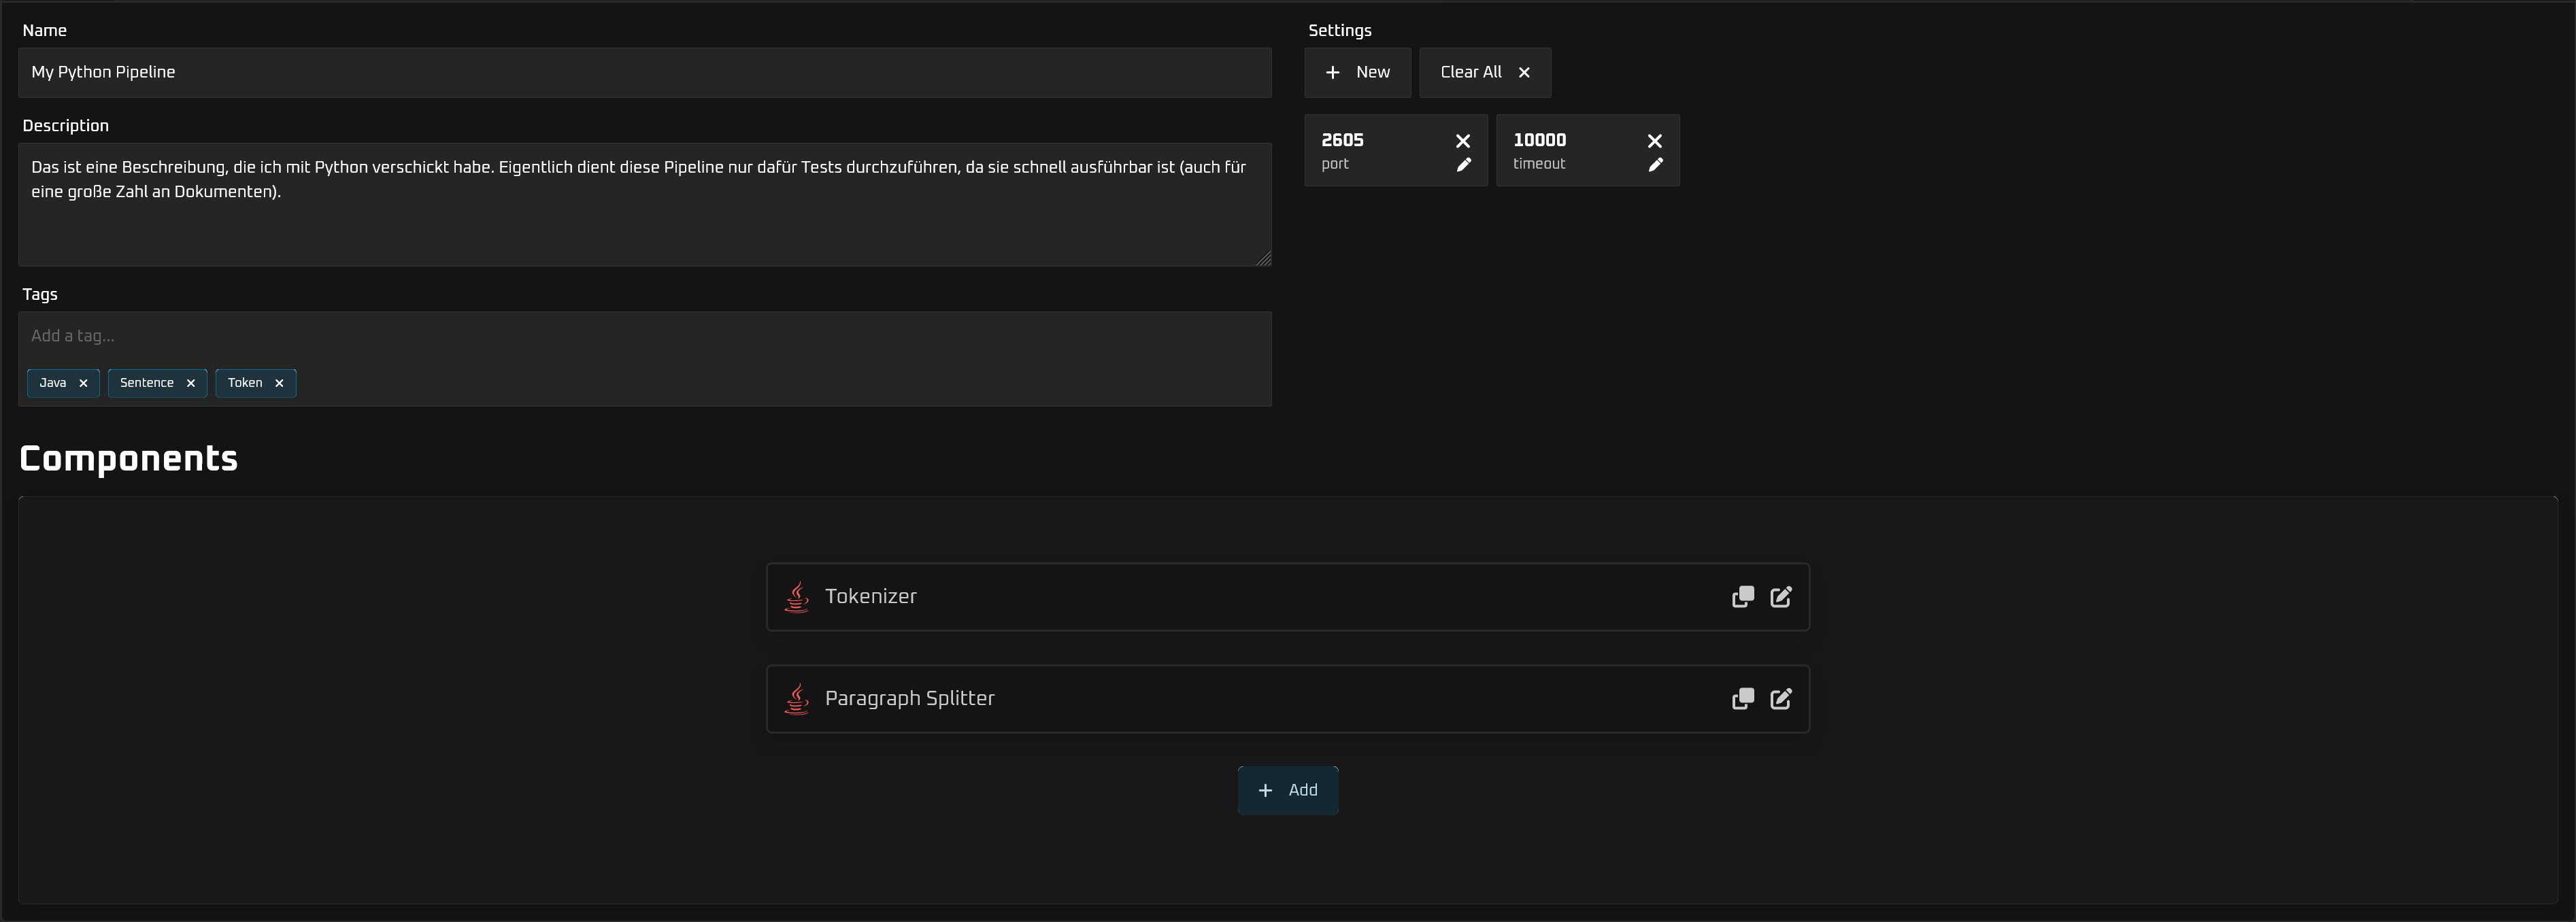 Name
My Python Pipeline
Description
Das ist eine Beschreibung, die ich mit Python verschickt habe. Eigentlich dient diese Pipeline nur dafür Tests durchzuführen, da sie schnell ausführbar ist (auch für
eine große Zahl an Dokumenten).
Tags
Add a tag...
Java
Sentence
Token
Settings
New
Clear All
2605
port
10000
timeout
Components
Tokenizer
Paragraph Splitter
Add